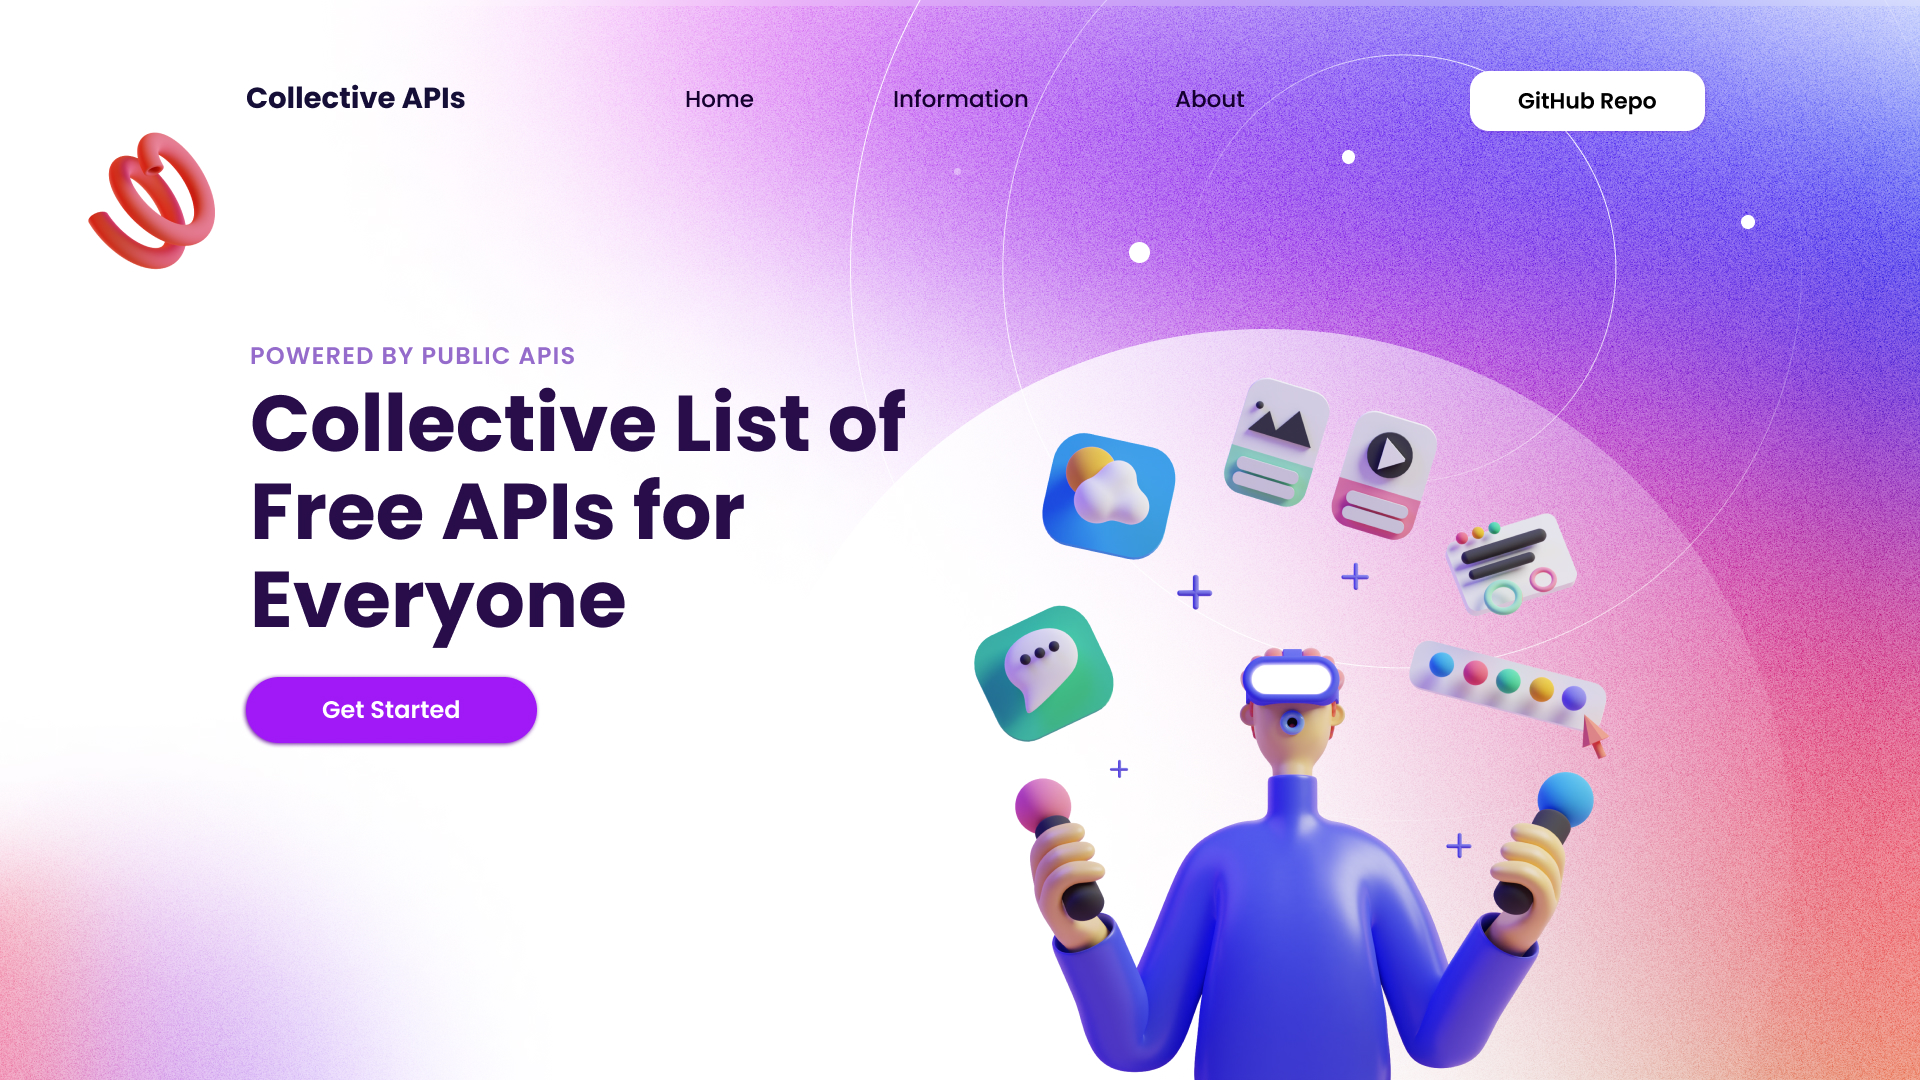 Collective APIs
Home
Information
About
GitHub Repo
POWERED BY PUBLIC APIS
Collective List of
Free APIs for
Everyone
Get Started